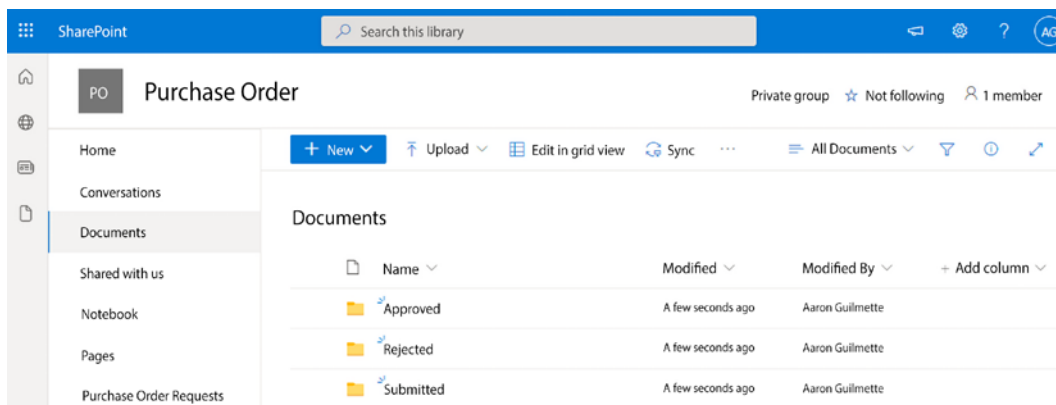 SharePoint Search this library ? AG
PO Purchase Order Private group Not following 1 member
Home + New Upload Edit in grid view Sync ... All Documents
Conversations
Documents
Documents
Shared with us Name Modified Modified By + Add column
Notebook Approved A few seconds ago Aaron Guilmette
Pages Rejected A few seconds ago Aaron Guilmette
Purchase Order Requests Submitted A few seconds ago Aaron Guilmette